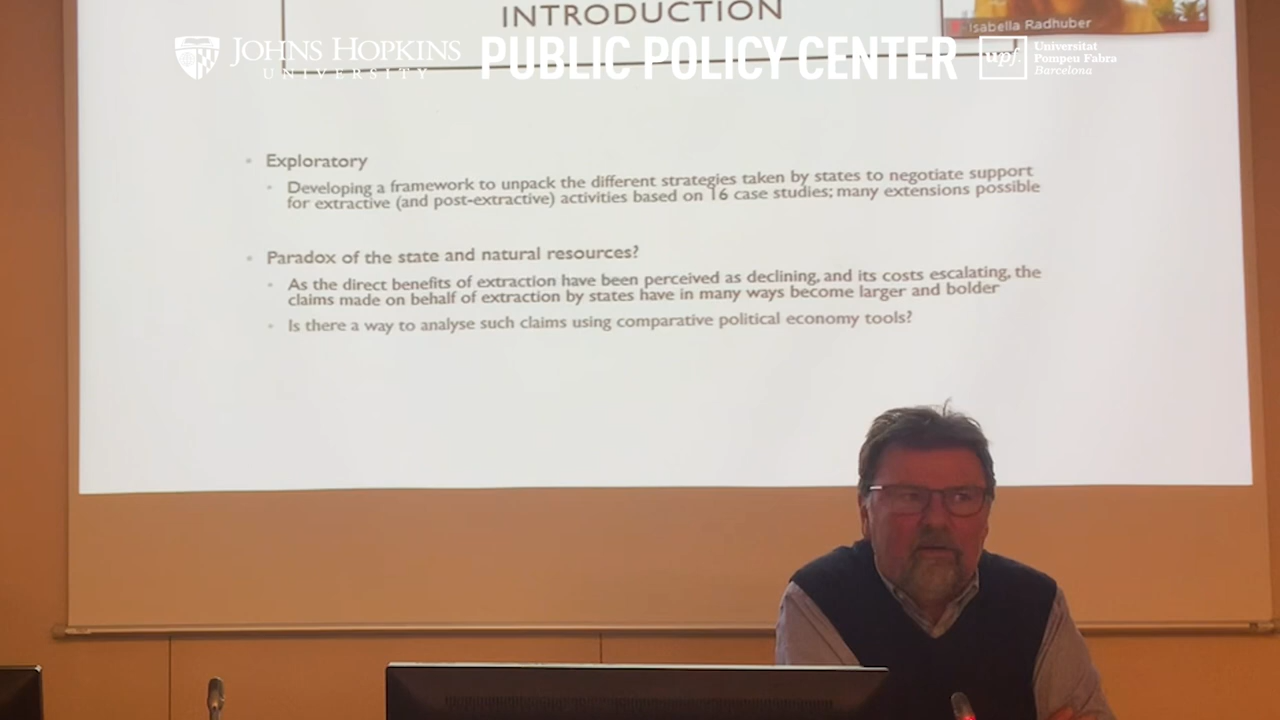 INTRODUCTION
Isabella Radhuber
JOHNS HOPKINS
UNIVERSITY
PUBLIC POLICY CENTER
upf.
Universitat
Pompeu Fabra
Barcelona
Exploratory
Developing a framework to unpack the different strategies taken by states to negotiate support
for extractive (and post-extractive) activities based on 16 case studies; many extensions possible
Paradox of the state and natural resources?
As the direct benefits of extraction have been perceived as declining, and its costs escalating, the
claims made on behalf of extraction by states have in many ways become larger and bolder
Is there a way to analyse such claims using comparative political economy tools?